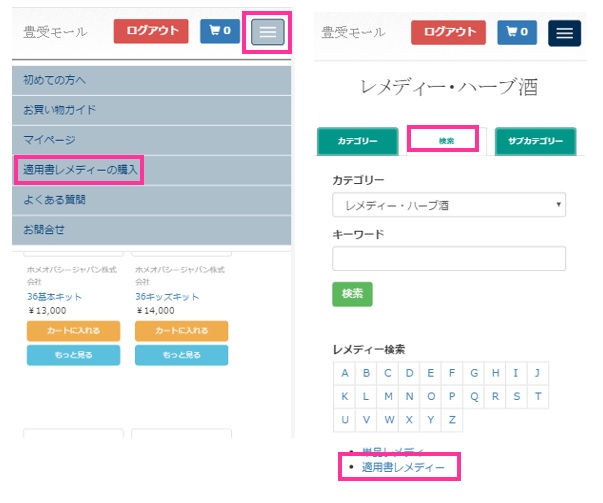 豊受モール ログアウト 0
初めての方へ
お買い物ガイド
マイページ
適用書レメディーの購入
よくある質問
お問合せ
ホメオパシージャパン株式会社
36基本キット
¥13,000
カートに入れる
もっと見る
ホメオパシージャパン株式会社
36キッズキット
¥14,000
カートに入れる
もっと見る
豊受モール ログアウト 0
レメディー・ハーブ酒
カテゴリー 検索 サブカテゴリー
カテゴリー
レメディー・ハーブ酒
キーワード
検索
レメディー検索
A B C D E F G H I J
K L M N O P Q R S T
U V W X Y Z
単品レメディー
適用書レメディー